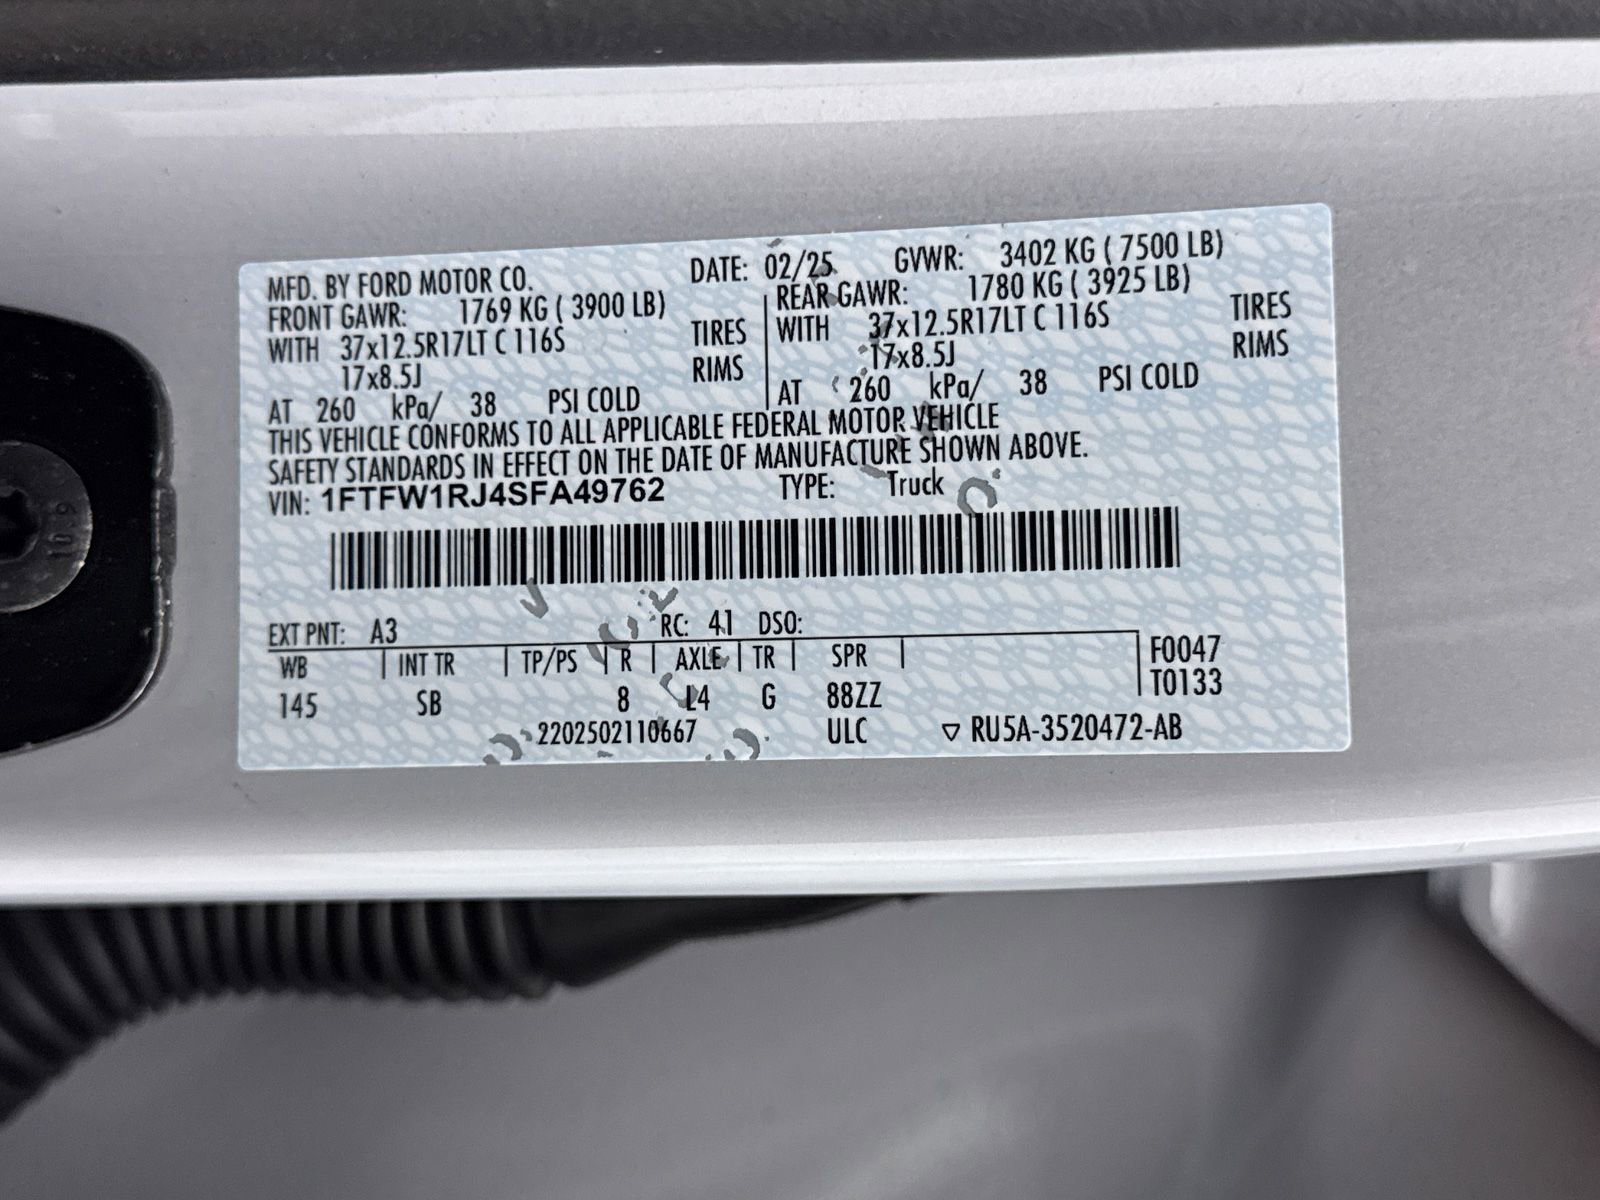 MFD. BY FORD MOTOR CO. DATE: 02/25 GVWR: 3402 KG ( 7500 LB)
FRONT GAWR: 1769 KG ( 3900 LB) REAR GAWR: 1780 KG ( 3925 LB)
WITH 37x12.5R17LT C 116S TIRES WITH 37x12.5R17LT C 116S TIRES
17x8.5J RIMS 17x8.5J RIMS
AT 260 kPa/ 38 PSI COLD AT 260 kPa/ 38 PSI COLD
THIS VEHICLE CONFORMS TO ALL APPLICABLE FEDERAL MOTOR VEHICLE
SAFETY STANDARDS IN EFFECT ON THE DATE OF MANUFACTURE SHOWN ABOVE.
VIN: 1FTFW1RJ4SFA49762 TYPE: Truck
EXT PNT: A3 RC: 41 DSO:
WB INT TR TP/PS R AXLE TR SPR F0047
145 SB 8 L4 G 88ZZ T0133
2202502110667 ULC ▽ RU5A-3520472-AB
10.9